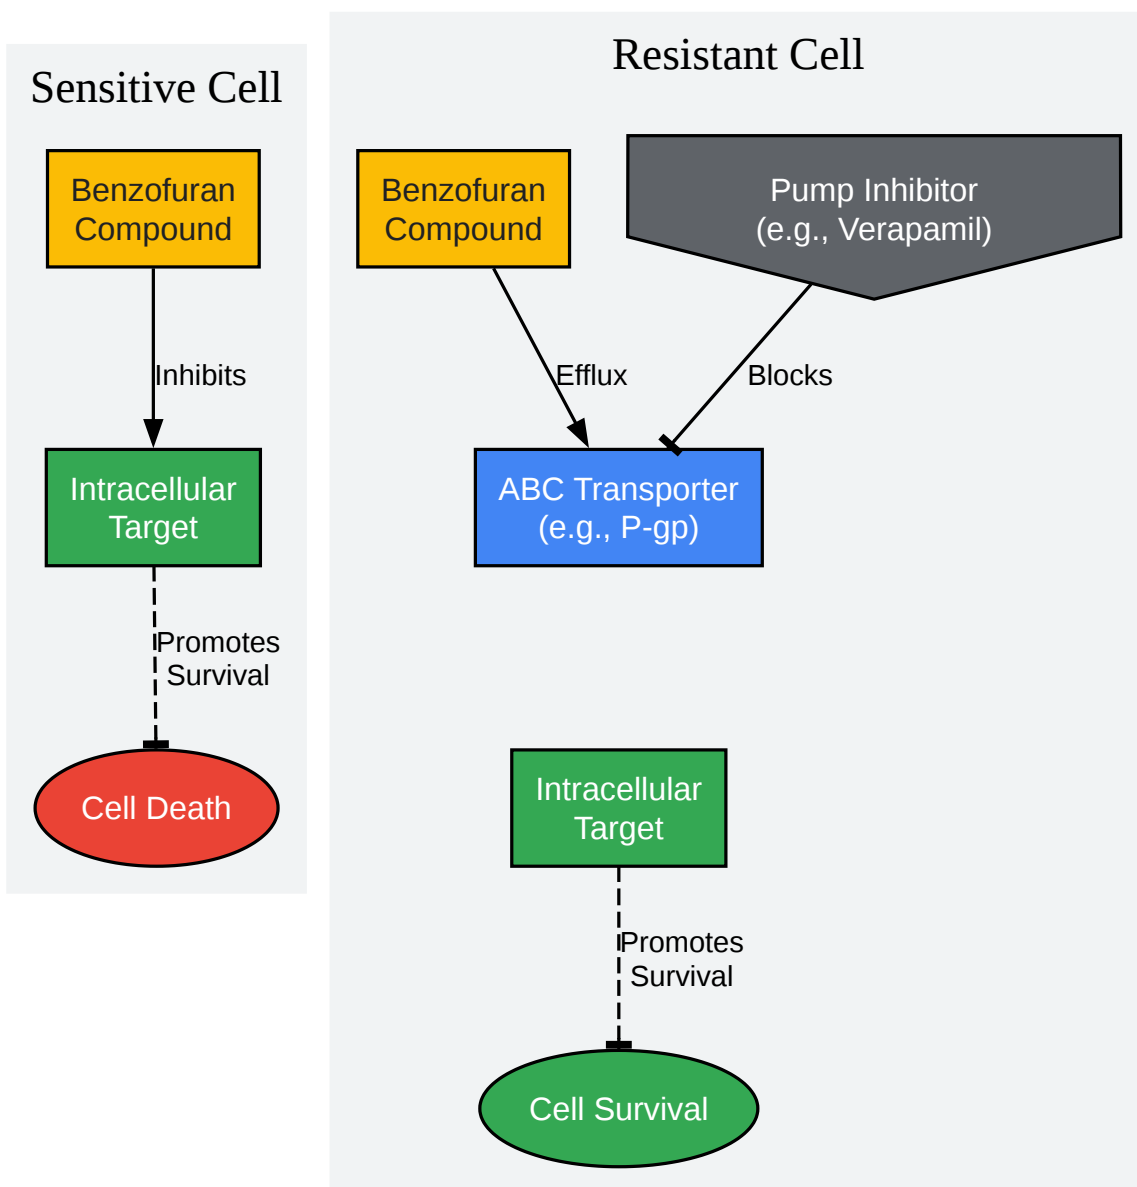 Sensitive Cell
Benzofuran
Compound
Inhibits
Intracellular
Target
Promotes
Survival
Cell Death
Resistant Cell
Benzofuran
Compound
Pump Inhibitor
(e.g., Verapamil)
Efflux
Blocks
ABC Transporter
(e.g., P-gp)
Intracellular
Target
Promotes
Survival
Cell Survival